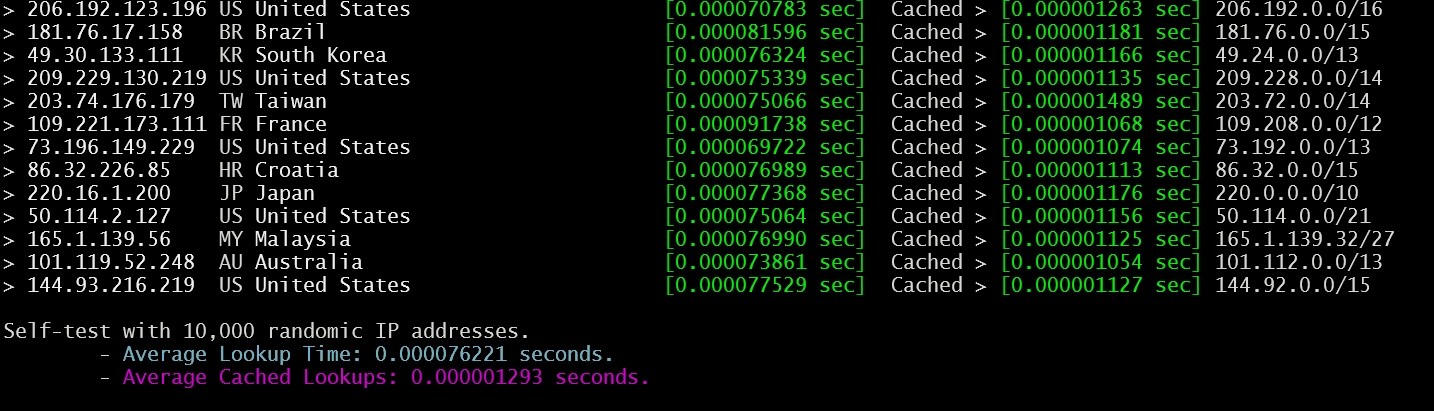 > 206.192.123.196 US United States [0.000070783 sec] Cached > [0.000001263 sec] 206.192.0.0/16
> 181.76.17.158 BR Brazil [0.000081596 sec] Cached > [0.000001181 sec] 181.76.0.0/15
> 49.30.133.111 KR South Korea [0.000076324 sec] Cached > [0.000001166 sec] 49.24.0.0/13
> 209.229.130.219 US United States [0.000075339 sec] Cached > [0.000001135 sec] 209.228.0.0/14
> 203.74.176.179 TW Taiwan [0.000075066 sec] Cached > [0.000001489 sec] 203.72.0.0/14
> 109.221.173.111 FR France [0.000091738 sec] Cached > [0.000001068 sec] 109.208.0.0/12
> 73.196.149.229 US United States [0.000069722 sec] Cached > [0.000001074 sec] 73.192.0.0/13
> 86.32.226.85 HR Croatia [0.000076989 sec] Cached > [0.000001113 sec] 86.32.0.0/15
> 220.16.1.200 JP Japan [0.000077368 sec] Cached > [0.000001176 sec] 220.0.0.0/10
> 50.114.2.127 US United States [0.000075064 sec] Cached > [0.000001156 sec] 50.114.0.0/21
> 165.1.139.56 MY Malaysia [0.000076990 sec] Cached > [0.000001125 sec] 165.1.139.32/27
> 101.119.52.248 AU Australia [0.000073861 sec] Cached > [0.000001054 sec] 101.112.0.0/13
> 144.93.216.219 US United States [0.000077529 sec] Cached > [0.000001127 sec] 144.92.0.0/15
Self-test with 10,000 randomic IP addresses.
- Average Lookup Time: 0.000076221 seconds.
- Average Cached Lookups: 0.000001293 seconds.